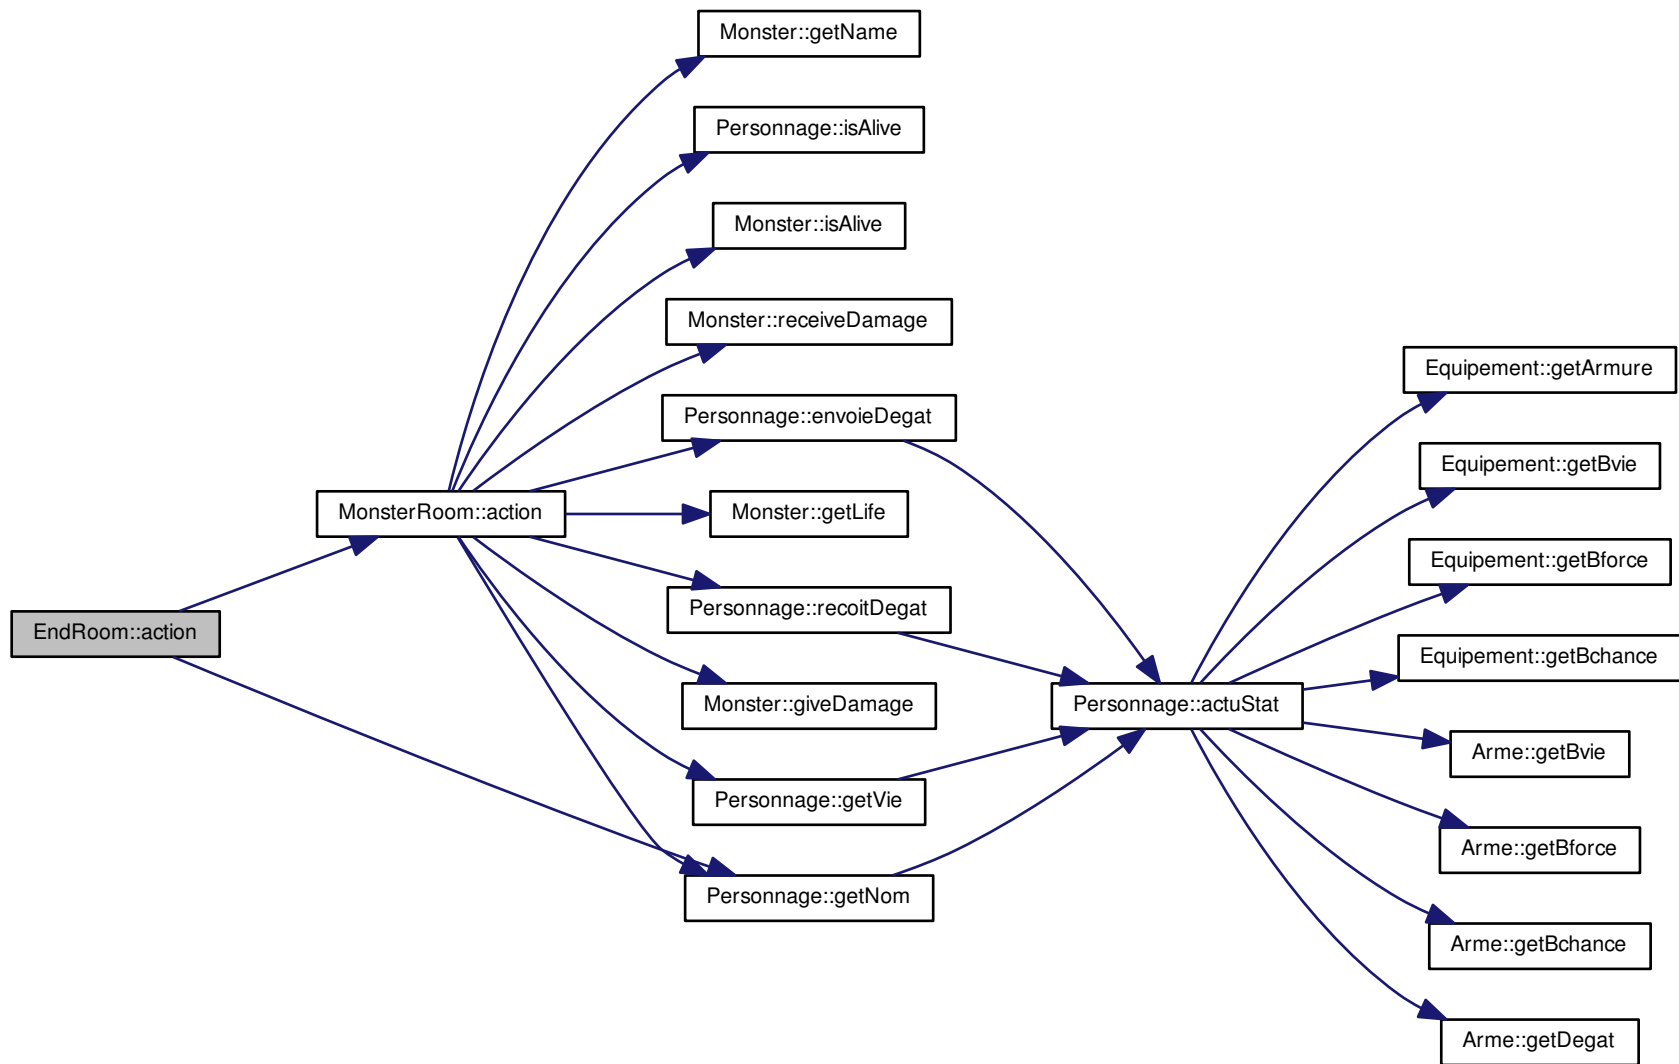 Monster::getName
Personnage::isAlive
Monster::isAlive
Monster::receiveDamage
Personnage::envoieDegat
MonsterRoom::action
Monster::getLife
Personnage::recoitDegat
EndRoom::action
Monster::giveDamage
Personnage::getVie
Personnage::getNom
Personnage::actuStat
Equipement::getArmure
Equipement::getBvie
Equipement::getBforce
Equipement::getBchance
Arme::getBvie
Arme::getBforce
Arme::getBchance
Arme::getDegat